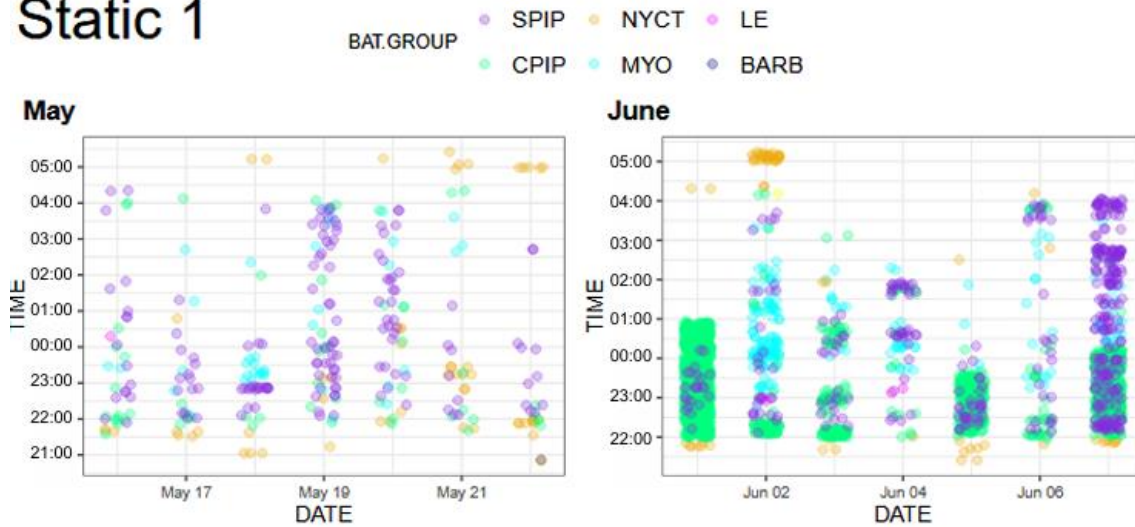 Static 1
BAT.GROUP
SPIP NYCT LE
CPIP MYO BARB
May
05:00
04:00
03:00
02:00
01:00
00:00
23:00
22:00
21:00
TIME
May 17 May 19 May 21
DATE
June
05:00
04:00
03:00
02:00
01:00
00:00
23:00
22:00
TIME
Jun 02 Jun 04 Jun 06
DATE